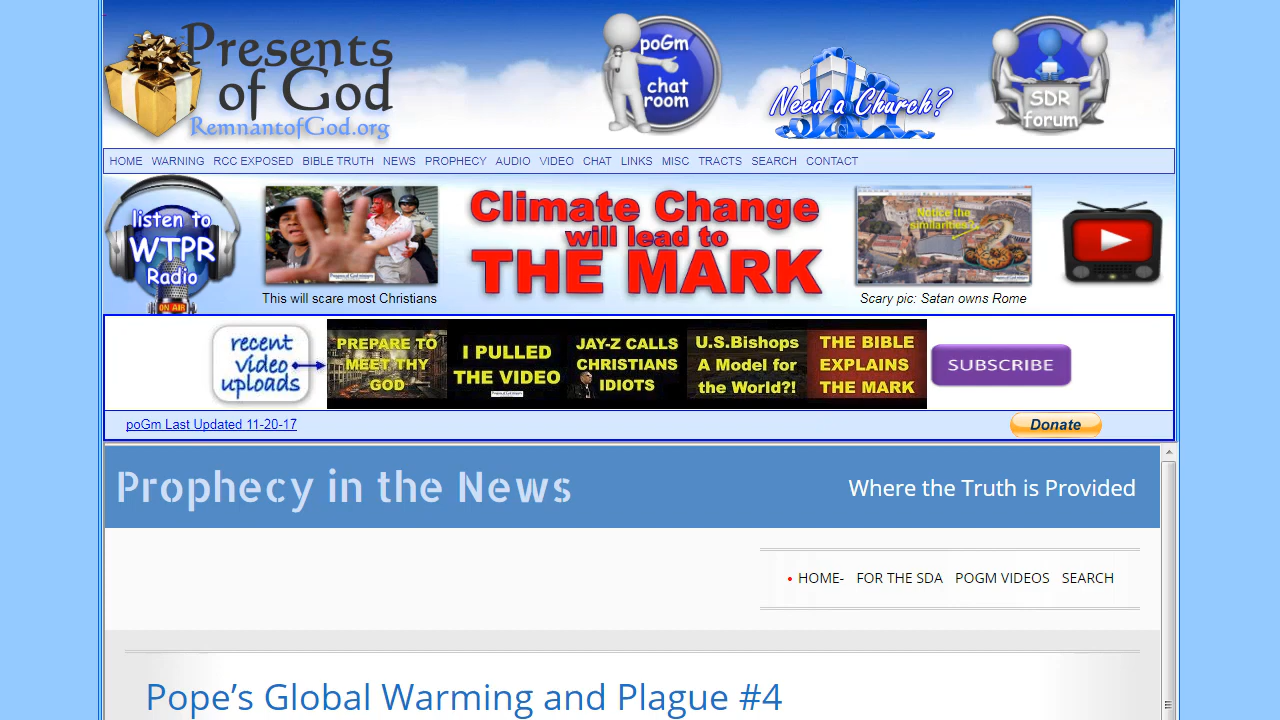 Presents
of God
RemnantofGod.org
poGm
chat
room
Need a Church?
SDR
forum
HOME WARNING RCC EXPOSED BIBLE TRUTH NEWS PROPHECY AUDIO VIDEO CHAT LINKS MISC TRACTS SEARCH CONTACT
listen to
WTPR
Radio
ON AIR
This will scare most Christians
Climate Change
will lead to
THE MARK
Notice the
similarities
Scary pic: Satan owns Rome
recent
video
uploads
PREPARE TO
MEET THY
GOD
I PULLED
THE VIDEO
JAY-Z CALLS
CHRISTIANS
IDIOTS
U.S.Bishops
A Model for
the World?!
THE BIBLE
EXPLAINS
THE MARK
SUBSCRIBE
poGm Last Updated 11-20-17
Donate
Prophecy in the News
Where the Truth is Provided
HOME- FOR THE SDA POGM VIDEOS SEARCH
Pope’s Global Warming and Plague #4